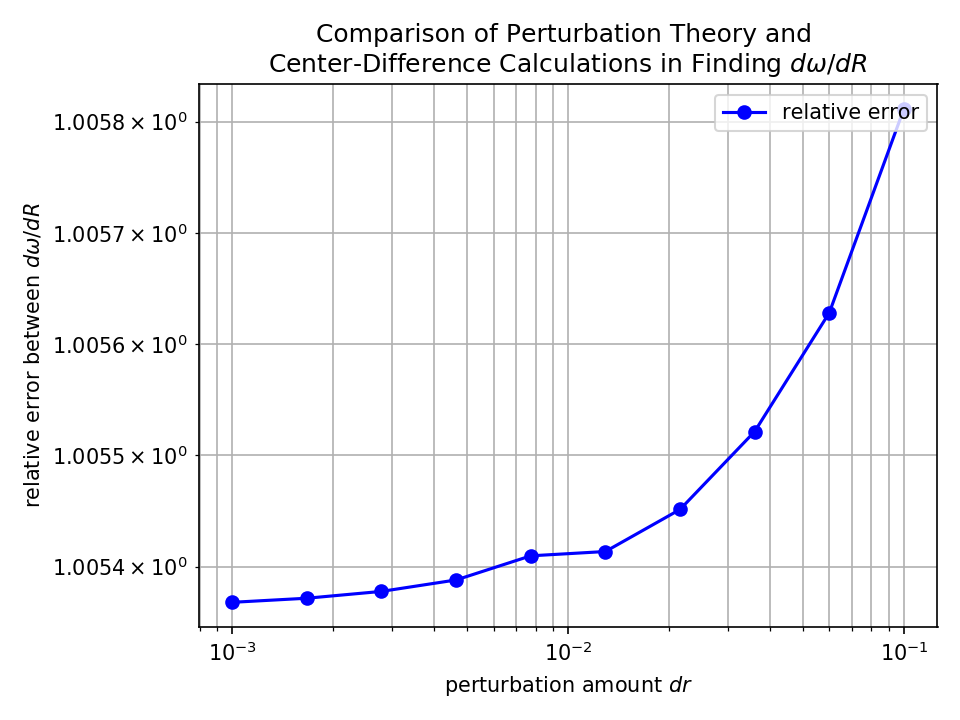 Comparison of Perturbation Theory and
Center-Difference Calculations in Finding dω/dR
relative error
relative error between dω/dR
1.0058 × 10⁰
1.0057 × 10⁰
1.0056 × 10⁰
1.0055 × 10⁰
1.0054 × 10⁰
10⁻³ 10⁻² 10⁻¹
perturbation amount dr